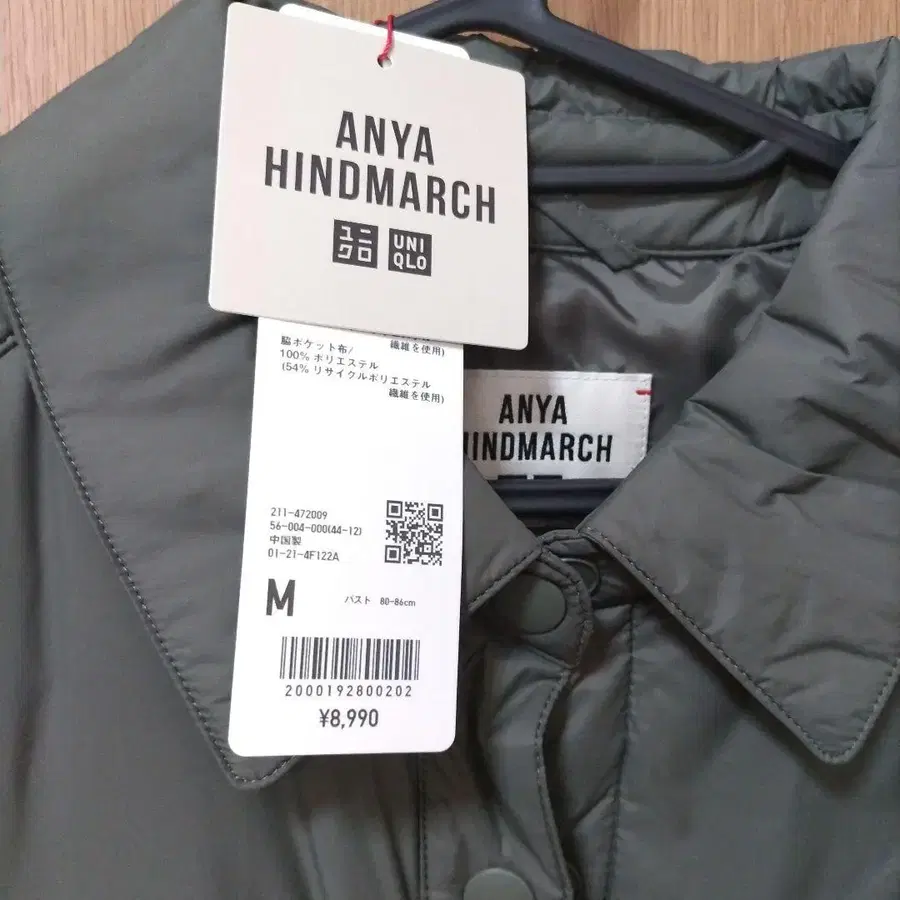 ANYA
HINDMARCH
ユニ
クロ
UNI
QLO
脇ポケット布/
繊維を使用)
100% ポリエステル
(54% リサイクルポリエステル
繊維を使用)
211-472009
56-004-000(44-12)
中国製
01-21-4F122A
M
バスト 80-86cm
2000192800202
¥8,990
ANYA
HINDMARCH